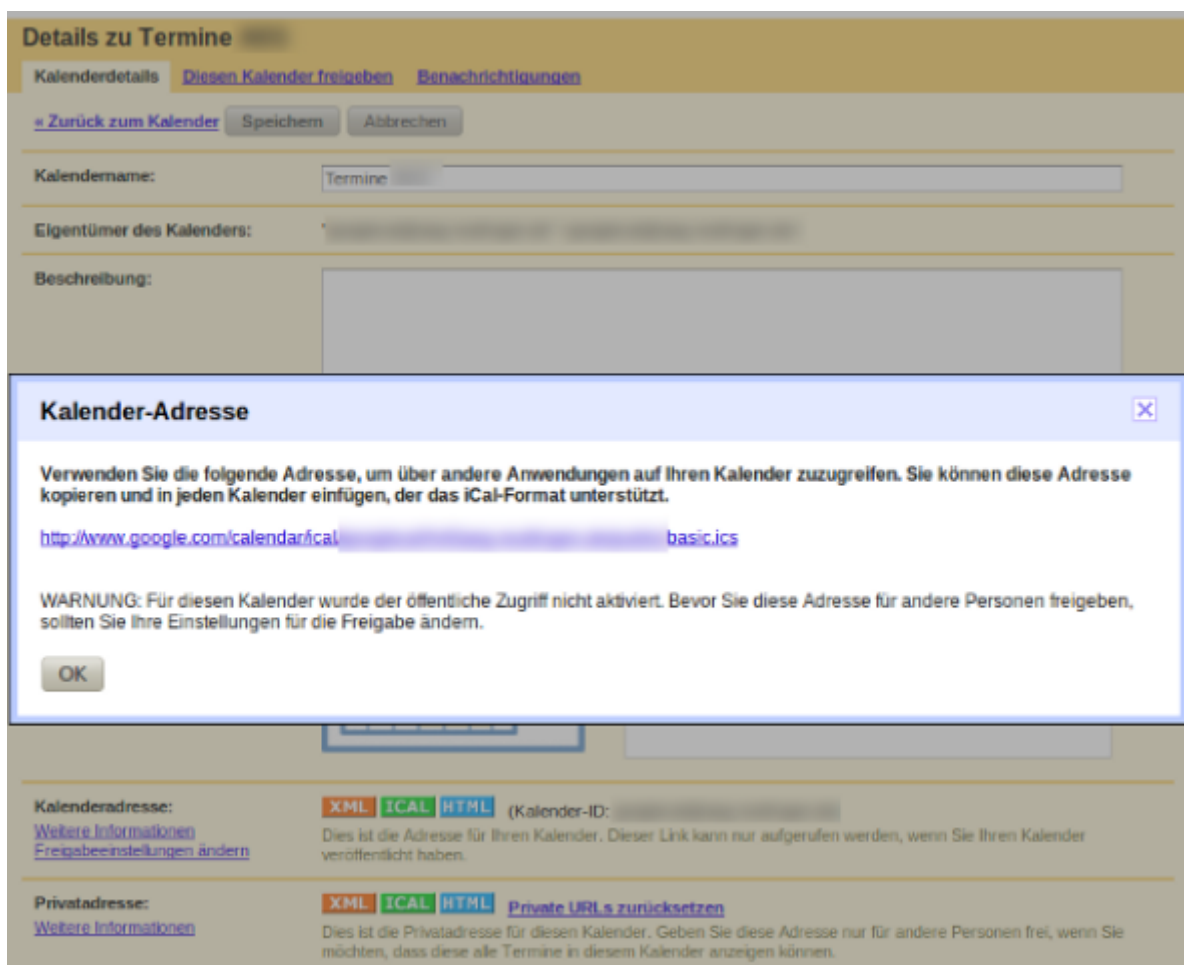 Details zu Termine
Kalenderdetails Diesen Kalender freigeben Benachrichtigungen
« Zurück zum Kalender Speichern Abbrechen
Kalendername: Termine
Eigentümer des Kalenders:
Beschreibung:
Kalender-Adresse
Verwenden Sie die folgende Adresse, um über andere Anwendungen auf Ihren Kalender zuzugreifen. Sie können diese Adresse
kopieren und in jeden Kalender einfügen, der das iCal-Format unterstützt.
http://www.google.com/calendar/ical/ basic.ics
WARNUNG: Für diesen Kalender wurde der öffentliche Zugriff nicht aktiviert. Bevor Sie diese Adresse für andere Personen freigeben,
sollten Sie Ihre Einstellungen für die Freigabe ändern.
OK
Kalenderadresse: XML ICAL HTML (Kalender-ID:
Weitere Informationen
Freigabeeinstellungen ändern
Dies ist die Adresse für Ihren Kalender. Dieser Link kann nur aufgerufen werden, wenn Sie Ihren Kalender
veröffentlicht haben.
Privatadresse: XML ICAL HTML Private URLs zurücksetzen
Weitere Informationen
Dies ist die Privatadresse für diesen Kalender. Geben Sie diese Adresse nur für andere Personen frei, wenn Sie
möchten, dass diese alle Termine in diesem Kalender anzeigen können.